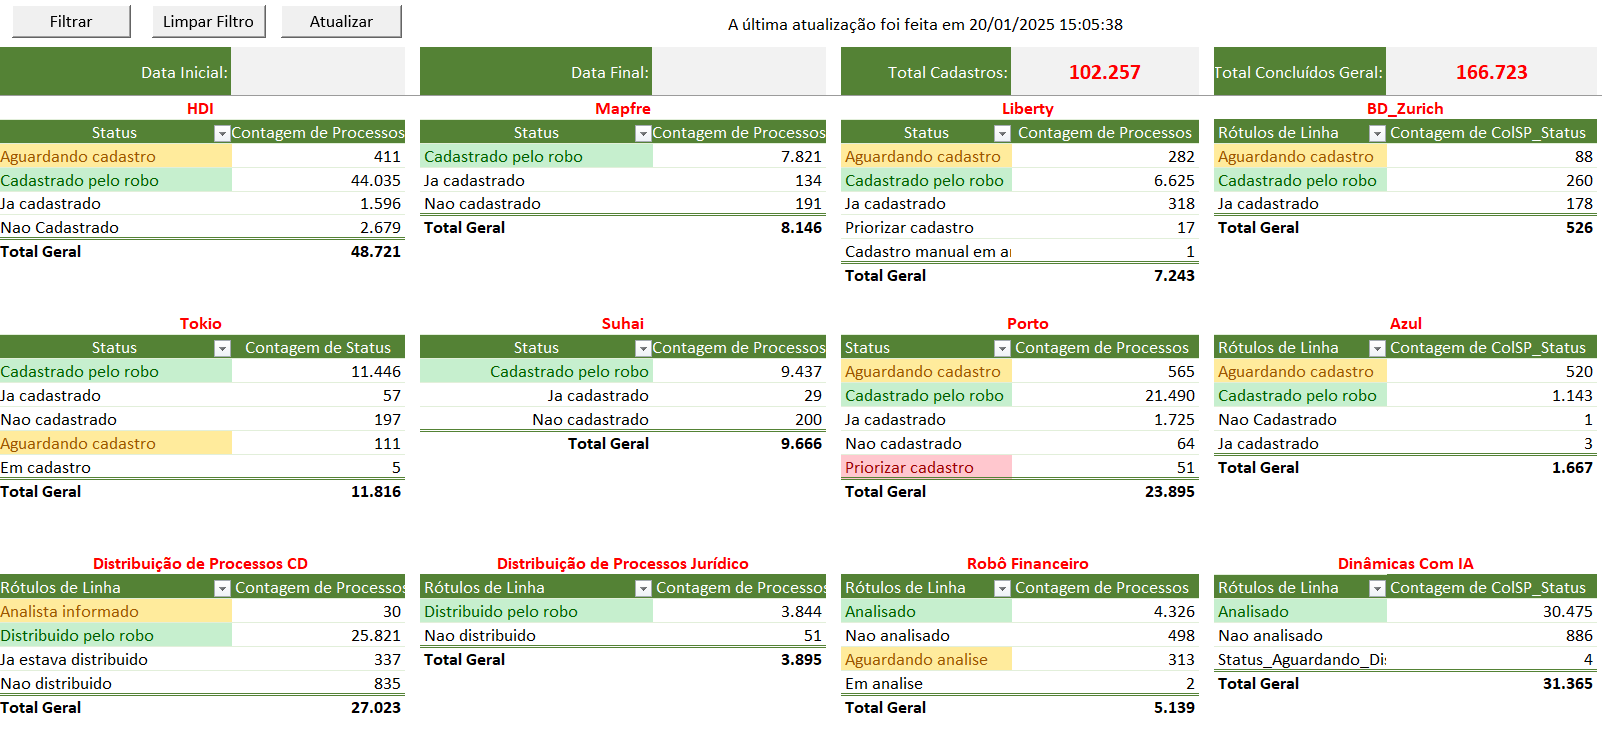 Filtrar Limpar Filtro Atualizar A última atualização foi feita em 20/01/2025 15:05:38
Data Inicial: Data Final: Total Cadastros: 102.257 Total Concluídos Geral: 166.723
HDI
Status Contagem de Processos
Aguardando cadastro 411
Cadastrado pelo robo 44.035
Ja cadastrado 1.596
Nao Cadastrado 2.679
Total Geral 48.721
Mapfre
Status Contagem de Processos
Cadastrado pelo robo 7.821
Ja cadastrado 134
Nao cadastrado 191
Total Geral 8.146
Liberty
Status Contagem de Processos
Aguardando cadastro 282
Cadastrado pelo robo 6.625
Ja cadastrado 318
Priorizar cadastro 17
Cadastro manual em 1
Total Geral 7.243
BD_Zurich
Rótulos de Linha Contagem de ColSP_Status
Aguardando cadastro 88
Cadastrado pelo robo 260
Ja cadastrado 178
Total Geral 526
Tokio
Status Contagem de Status
Cadastrado pelo robo 11.446
Ja cadastrado 57
Nao cadastrado 197
Aguardando cadastro 111
Em cadastro 5
Total Geral 11.816
Suhai
Status Contagem de Processos
Cadastrado pelo robo 9.437
Ja cadastrado 29
Nao cadastrado 200
Total Geral 9.666
Porto
Status Contagem de Processos
Aguardando cadastro 565
Cadastrado pelo robo 21.490
Ja cadastrado 1.725
Nao cadastrado 64
Priorizar cadastro 51
Total Geral 23.895
Azul
Rótulos de Linha Contagem de ColSP_Status
Aguardando cadastro 520
Cadastrado pelo robo 1.143
Nao Cadastrado 1
Ja cadastrado 3
Total Geral 1.667
Distribuição de Processos CD
Rótulos de Linha Contagem de Processos
Analista informado 30
Distribuido pelo robo 25.821
Ja estava distribuido 337
Nao distribuido 835
Total Geral 27.023
Distribuição de Processos Jurídico
Rótulos de Linha Contagem de Processos
Distribuido pelo robo 3.844
Nao distribuido 51
Total Geral 3.895
Robô Financeiro
Rótulos de Linha Contagem de Processos
Analisado 4.326
Nao analisado 498
Aguardando analise 313
Em analise 2
Total Geral 5.139
Dinâmicas Com IA
Rótulos de Linha Contagem de ColSP_Status
Analisado 30.475
Nao analisado 886
Status_Aguardando_Di 4
Total Geral 31.365